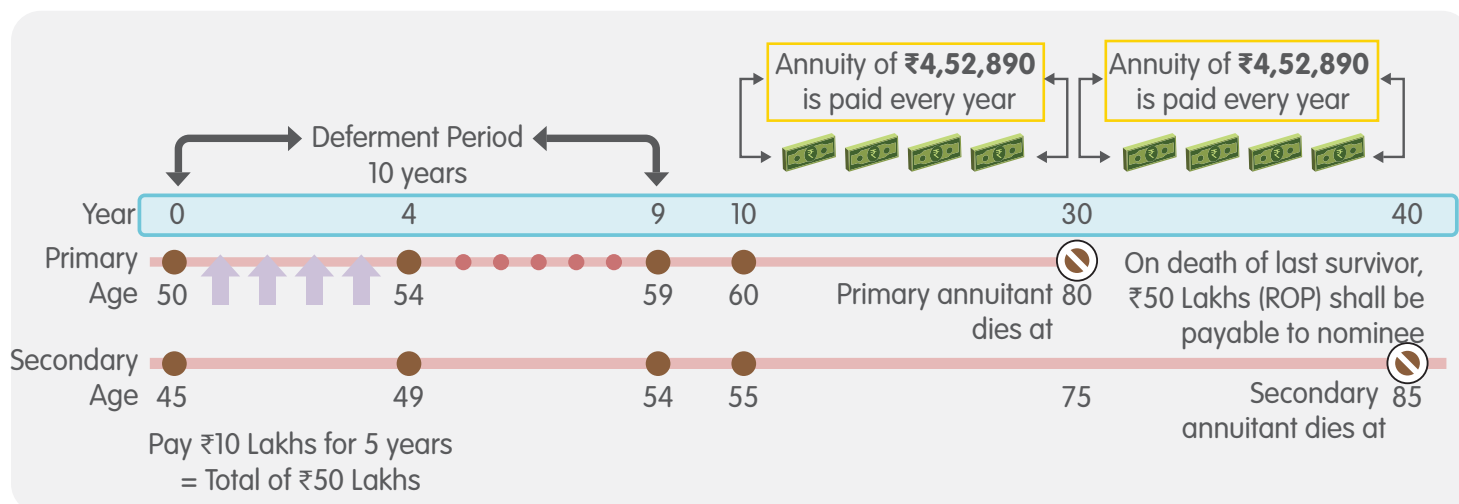 Annuity of ₹4,52,890
is paid every year
Annuity of ₹4,52,890
is paid every year
Deferment Period
10 years
Year 0 4 9 10 30 40
Primary
Age 50 54 59 60 80
Primary annuitant
dies at
On death of last survivor,
₹50 Lakhs (ROP) shall be
payable to nominee
Secondary
Age 45 49 54 55 75 85
Secondary
annuitant dies at
Pay ₹10 Lakhs for 5 years
= Total of ₹50 Lakhs